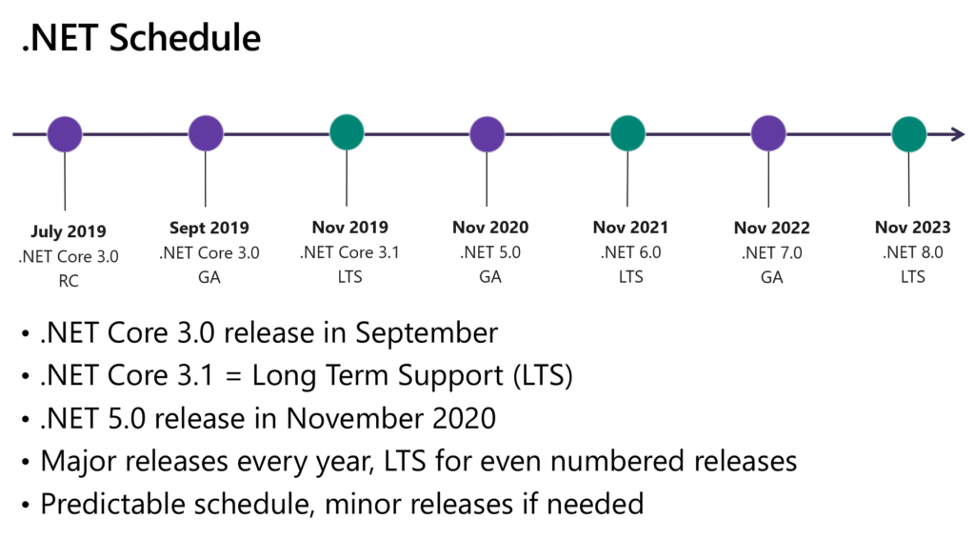 .NET Schedule
July 2019
.NET Core 3.0
RC
Sept 2019
.NET Core 3.0
GA
Nov 2019
.NET Core 3.1
LTS
Nov 2020
.NET 5.0
GA
Nov 2021
.NET 6.0
LTS
Nov 2022
.NET 7.0
GA
Nov 2023
.NET 8.0
LTS
• .NET Core 3.0 release in September
• .NET Core 3.1 = Long Term Support (LTS)
• .NET 5.0 release in November 2020
• Major releases every year, LTS for even numbered releases
• Predictable schedule, minor releases if needed